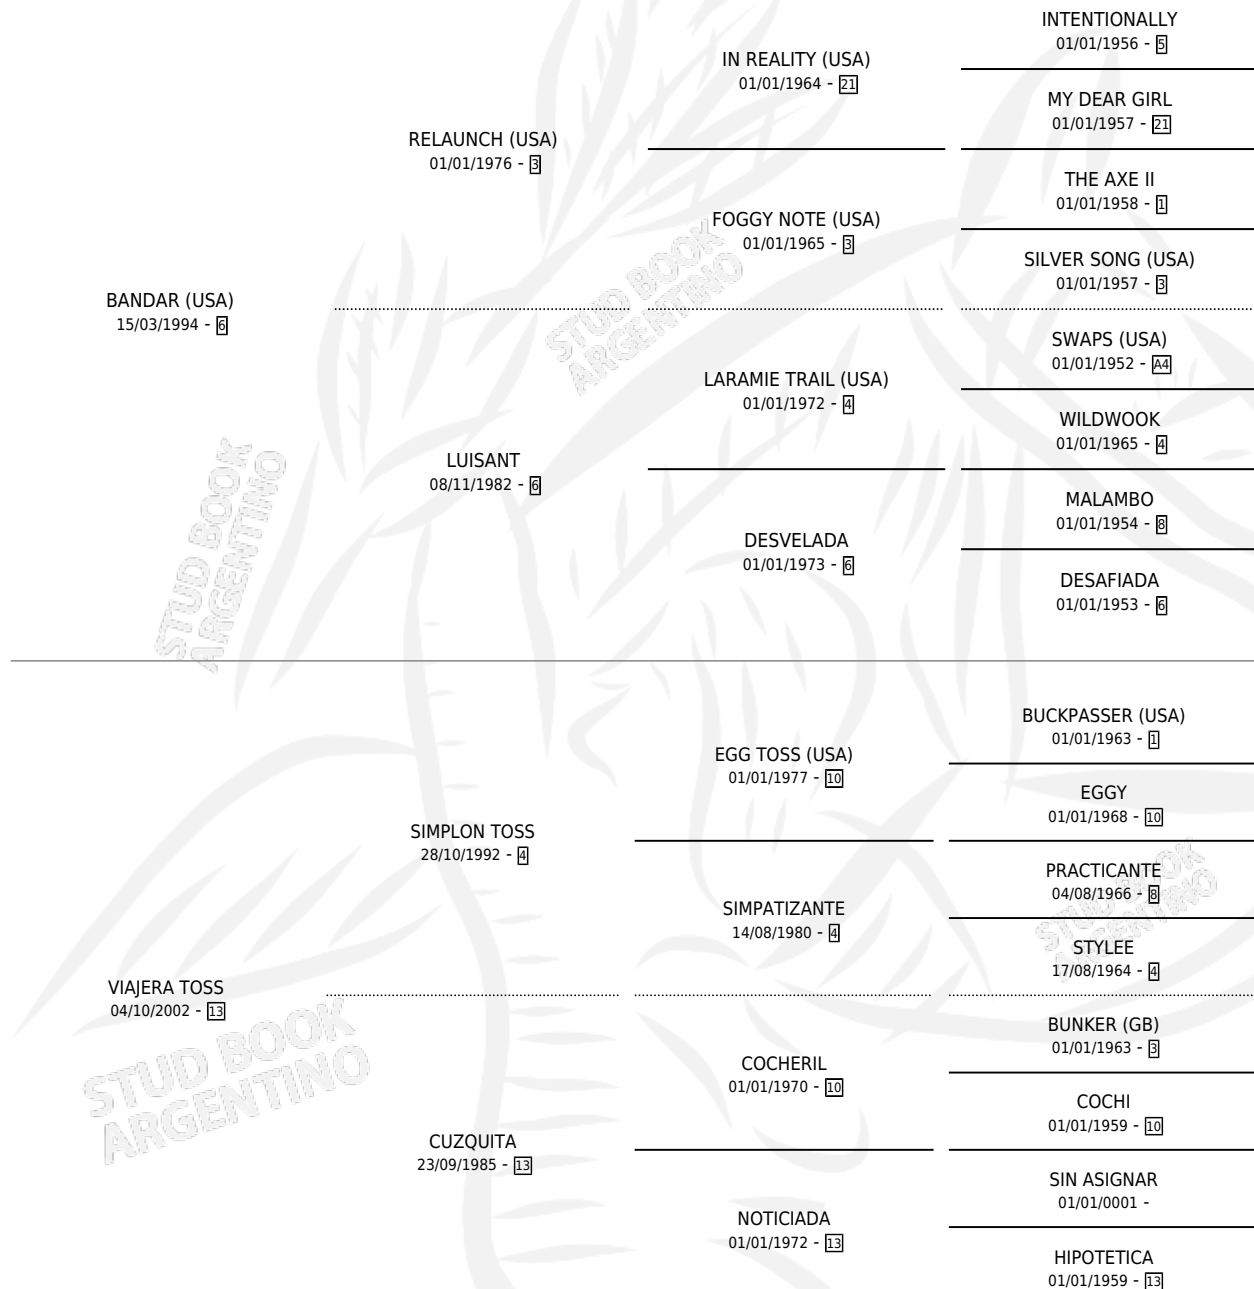 INTENTIONALLY
01/01/1956 - 5
IN REALITY (USA)
01/01/1964 - 21
MY DEAR GIRL
01/01/1957 - 21
RELAUNCH (USA)
01/01/1976 - 3
THE AXE II
01/01/1958 - 1
FOGGY NOTE (USA)
01/01/1965 - 3
SILVER SONG (USA)
01/01/1957 - 3
BANDAR (USA)
15/03/1994 - 6
SWAPS (USA)
01/01/1952 - A4
LARAMIE TRAIL (USA)
01/01/1972 - 4
WILDWOOK
01/01/1965 - 4
LUISANT
08/11/1982 - 6
MALAMBO
01/01/1954 - 8
DESVELADA
01/01/1973 - 6
DESAFIADA
01/01/1953 - 6
BUCKPASSER (USA)
01/01/1963 - 1
EGG TOSS (USA)
01/01/1977 - 10
EGGY
01/01/1968 - 10
SIMPLON TOSS
28/10/1992 - 4
PRACTICANTE
04/08/1966 - 8
SIMPATIZANTE
14/08/1980 - 4
STYLEE
17/08/1964 - 4
VIAJERA TOSS
04/10/2002 - 13
BUNKER (GB)
01/01/1963 - 3
COCHERIL
01/01/1970 - 10
COCHI
01/01/1959 - 10
CUZQUITA
23/09/1985 - 13
SIN ASIGNAR
01/01/0001 -
NOTICIADA
01/01/1972 - 13
HIPOTETICA
01/01/1959 - 13
STUD BOOK
ARGENTINO
STUD BOOK
ARGENTINO
STUD BOOK
ARGENTINO
STUD BOOK
ARGENTINO